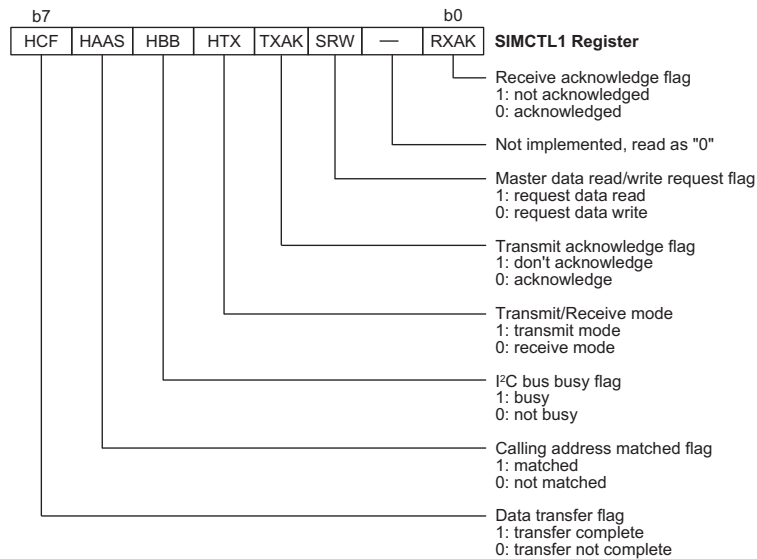 b7 b0
HCF HAAS HBB HTX TXAK SRW — RXAK SIMCTL1 Register
Receive acknowledge flag
1: not acknowledged
0: acknowledged
Not implemented, read as "0"
Master data read/write request flag
1: request data read
0: request data write
Transmit acknowledge flag
1: don't acknowledge
0: acknowledge
Transmit/Receive mode
1: transmit mode
0: receive mode
I²C bus busy flag
1: busy
0: not busy
Calling address matched flag
1: matched
0: not matched
Data transfer flag
1: transfer complete
0: transfer not complete